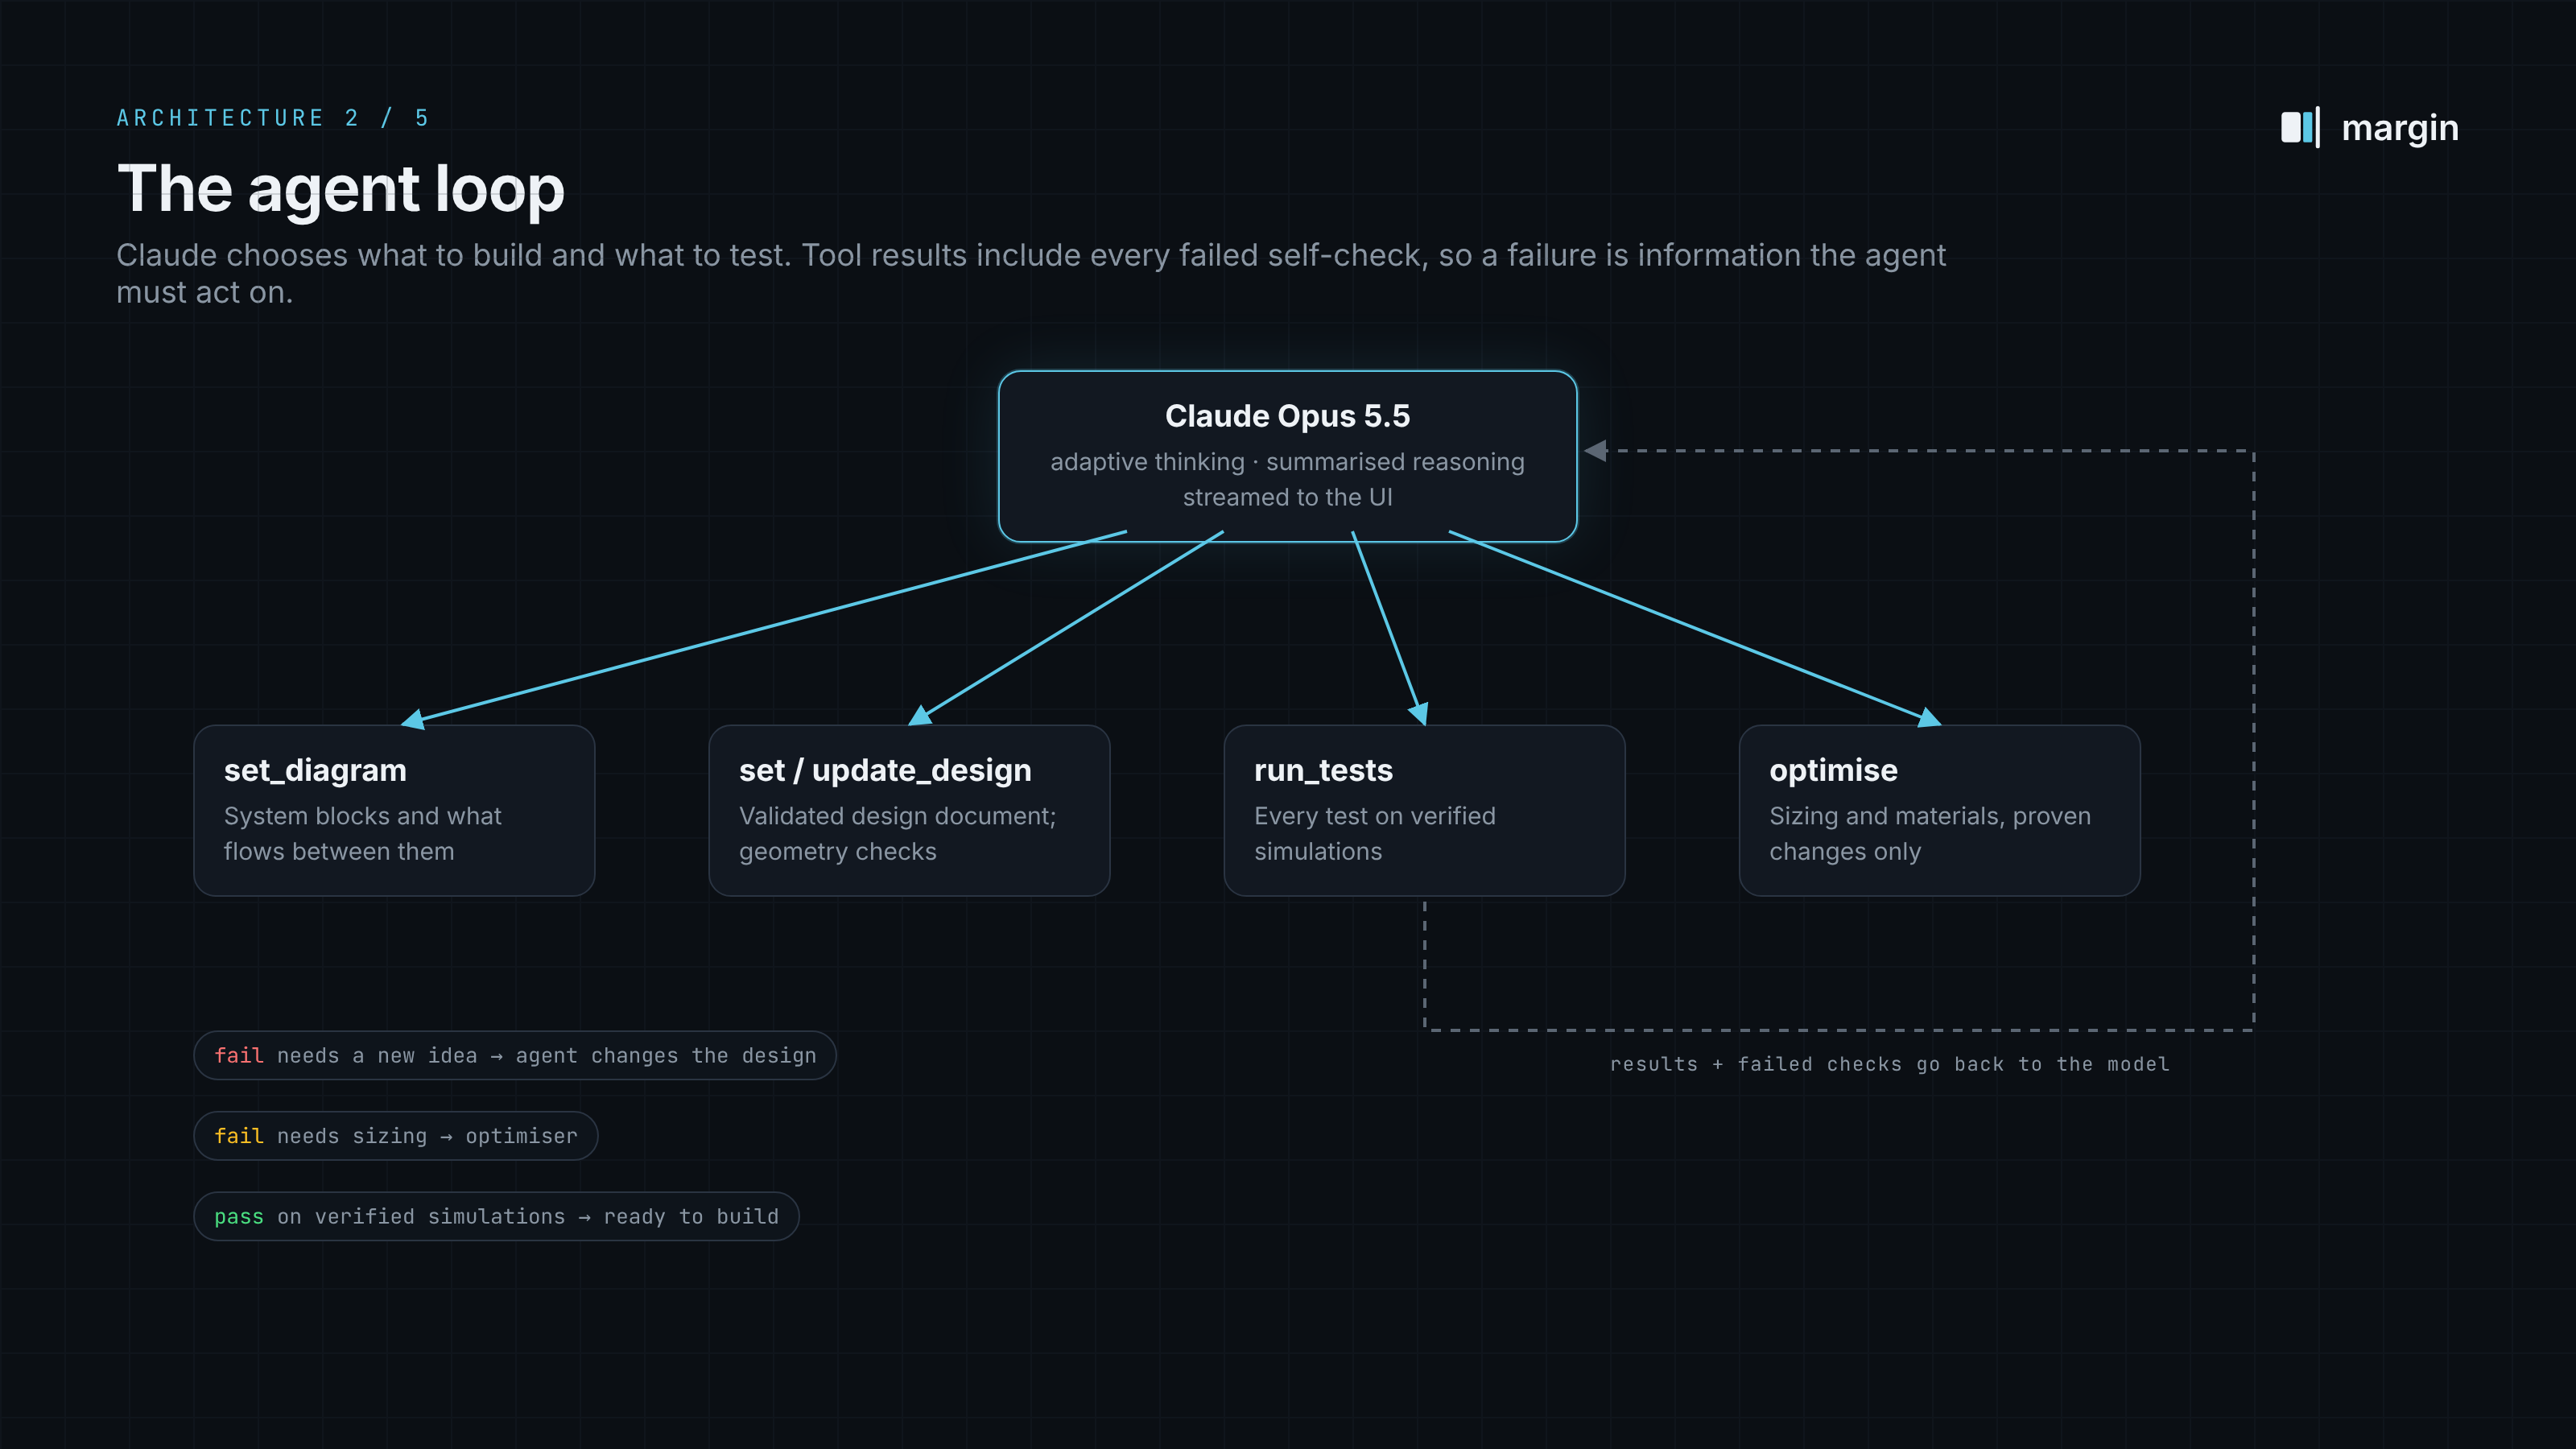 ARCHITECTURE 2 / 5
margin
The agent loop
Claude chooses what to build and what to test. Tool results include every failed self-check, so a failure is information the agent
must act on.
Claude Opus 5.5
adaptive thinking · summarised reasoning
streamed to the UI
set_diagram
System blocks and what
flows between them
set / update_design
Validated design document;
geometry checks
run_tests
Every test on verified
simulations
optimise
Sizing and materials, proven
changes only
fail needs a new idea → agent changes the design
results + failed checks go back to the model
fail needs sizing → optimiser
pass on verified simulations → ready to build